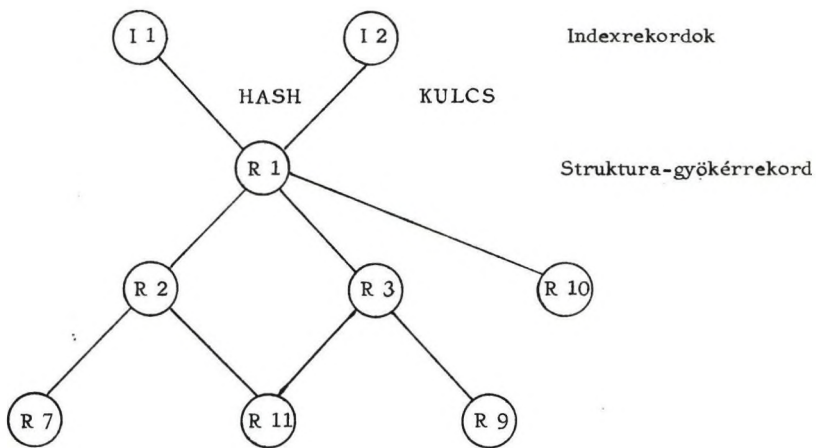 I 1 I 2 Indexrekordok
HASH KULCS
R 1 Struktura-gyökérrekord
R 2 R 3 R 10
R 7 R 11 R 9